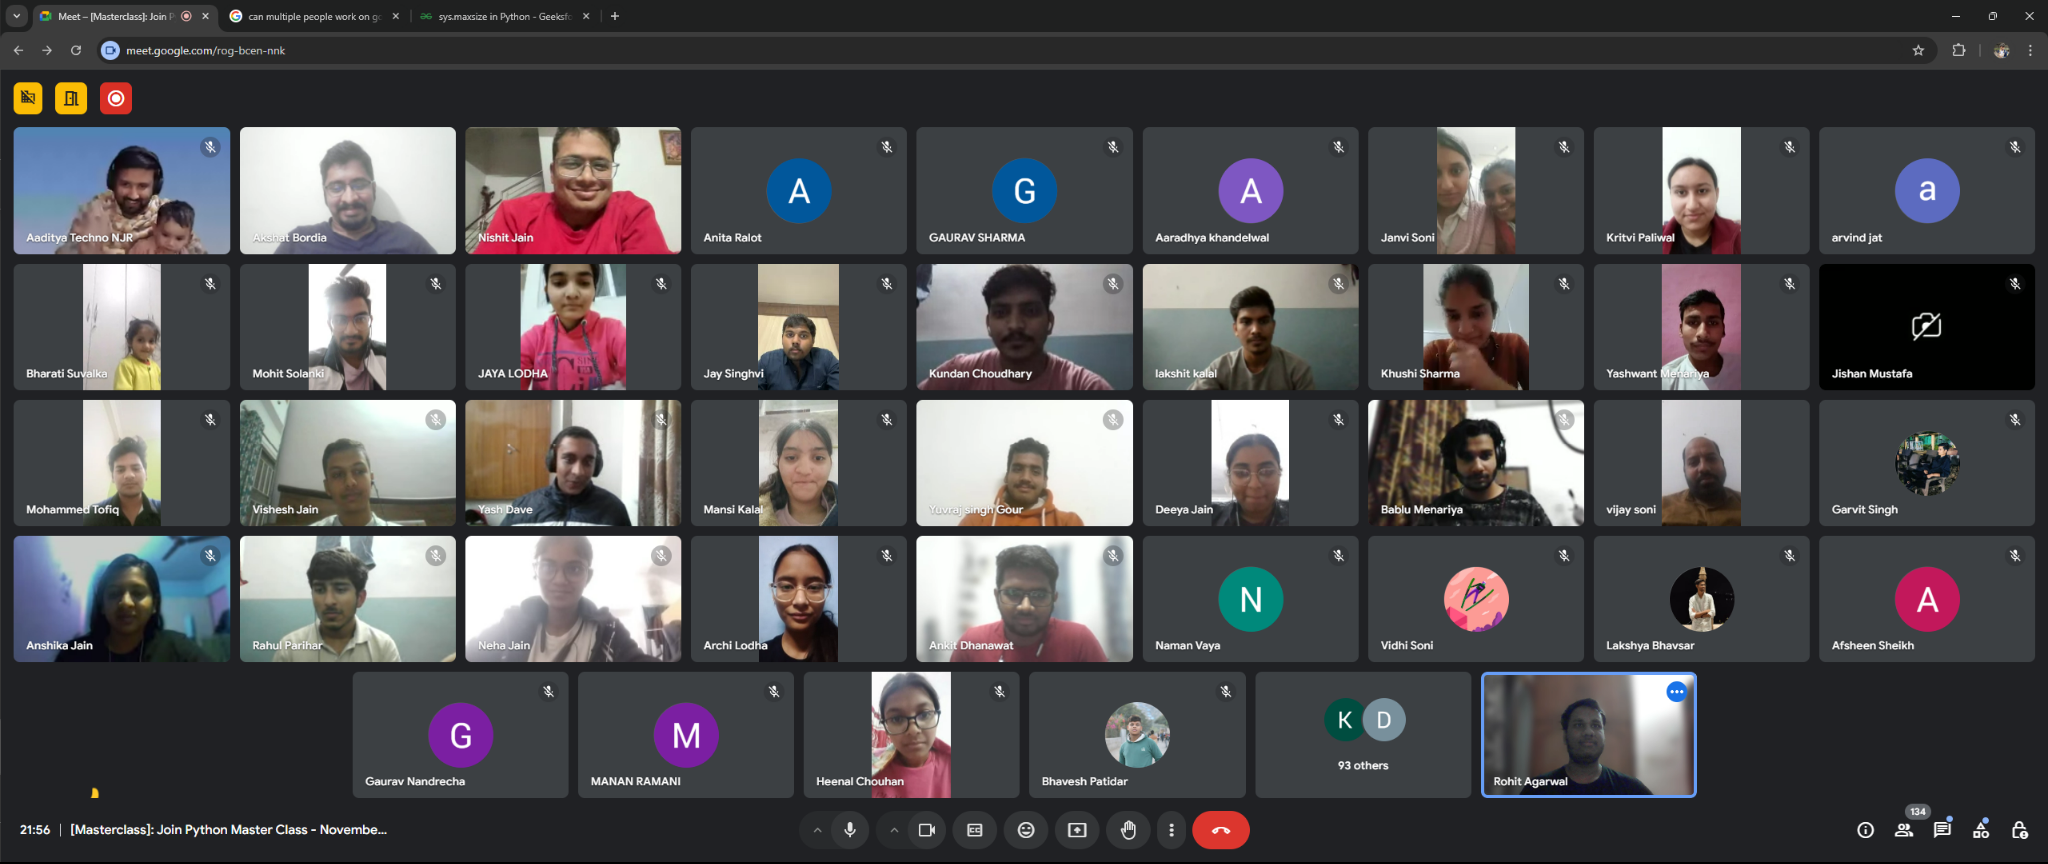 Meet – [Masterclass]: Join P
can multiple people work on go
sys.maxsize in Python - Geeksfo
meet.google.com/rog-bcen-nnk
Aaditya Techno NJR
Akshat Bordia
Nishit Jain
A
Anita Ralot
G
GAURAV SHARMA
A
Aaradhya khandelwal
Janvi Soni
Kritvi Paliwal
a
arvind jat
Bharati Suvalka
Mohit Solanki
JAYA LODHA
Jay Singhvi
Kundan Choudhary
lakshit kalal
Khushi Sharma
Yashwant Menariya
Jishan Mustafa
Mohammed Tofiq
Vishesh Jain
Yash Dave
Mansi Kalal
Yuvraj singh Gour
Deeya Jain
Bablu Menariya
vijay soni
Garvit Singh
Anshika Jain
Rahul Parihar
Neha Jain
Archi Lodha
Ankit Dhanawat
N
Naman Vaya
Vidhi Soni
Lakshya Bhavsar
A
Afsheen Sheikh
G
Gaurav Nandrecha
M
MANAN RAMANI
Heenal Chouhan
Bhavesh Patidar
K D
93 others
Rohit Agarwal
21:56 | [Masterclass]: Join Python Master Class - Novembe...
134